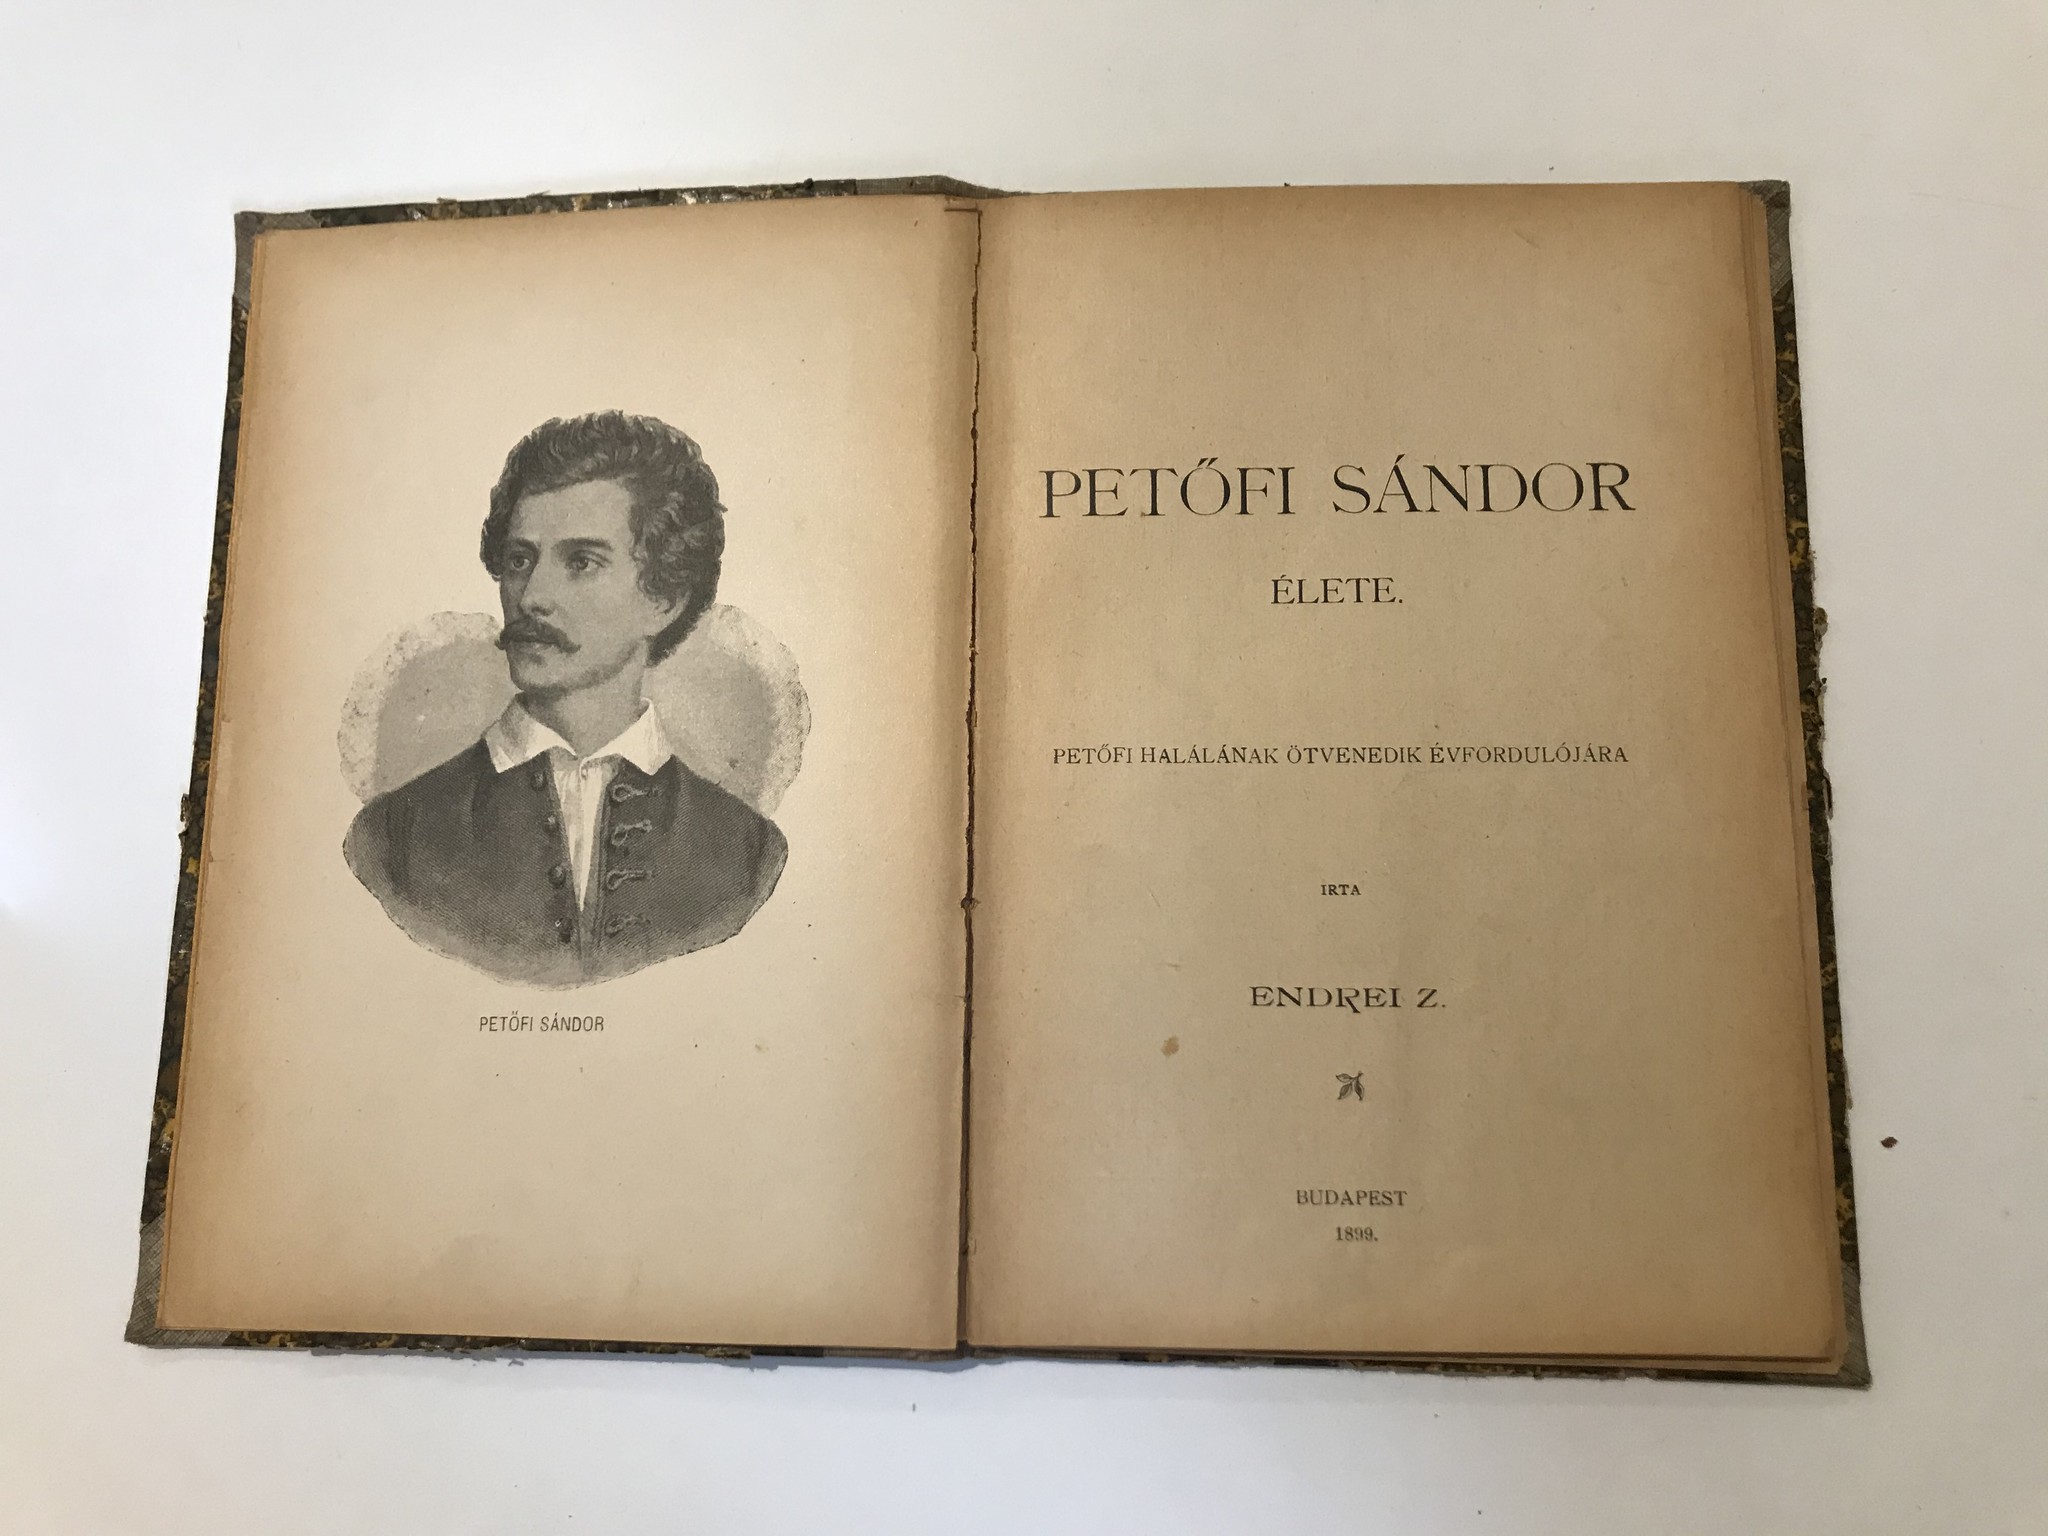 PETŐFI SÁNDOR
PETŐFI SÁNDOR
ÉLETE.
PETŐFI HALÁLÁNAK ÖTVENEDIK ÉVFORDULÓJÁRA
IRTA
ENDREI Z.
BUDAPEST
1899.